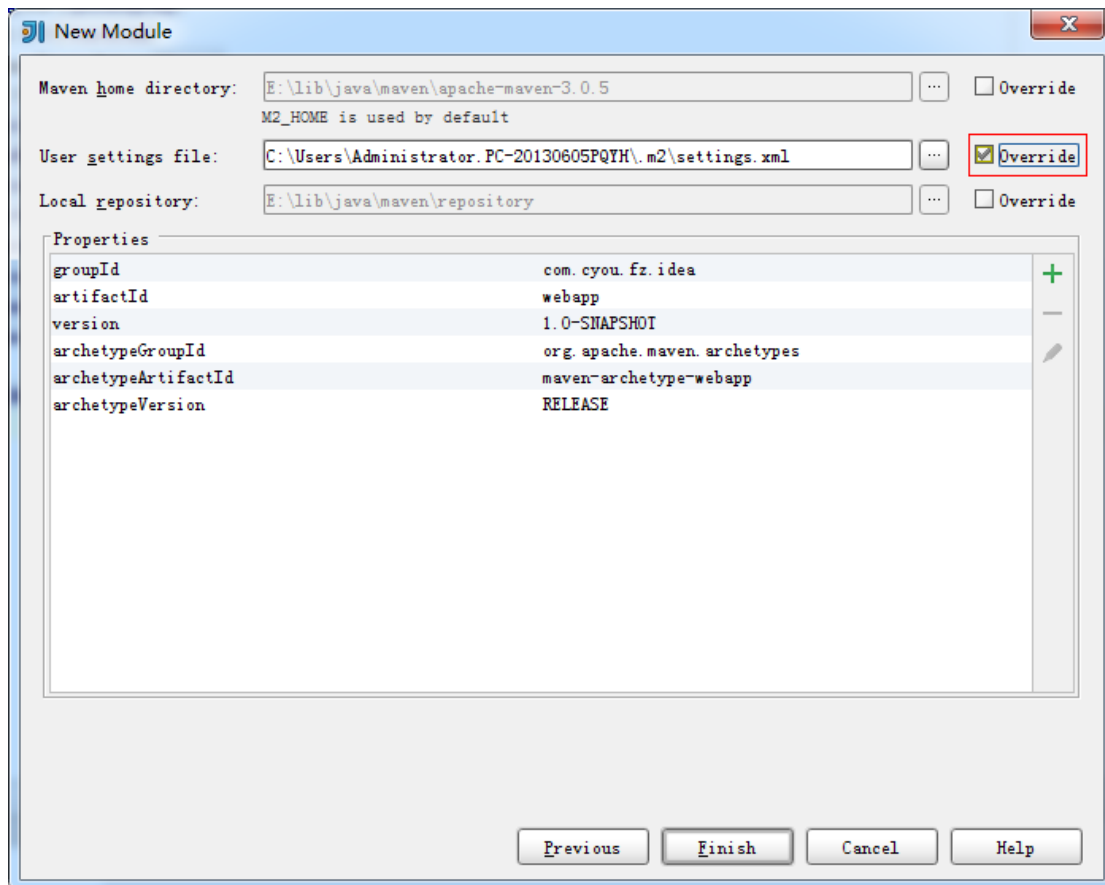 New Module
Maven home directory: E:\lib\java\maven\apache-maven-3.0.5 ... Override
M2_HOME is used by default
User settings file: C:\Users\Administrator.PC-20130605PQYH\.m2\settings.xml ... Override
Local repository: E:\lib\java\maven\repository ... Override
Properties
groupId com.cyou.fz.idea
artifactId webapp
version 1.0-SNAPSHOT
archetypeGroupId org.apache.maven.archetypes
archetypeArtifactId maven-archetype-webapp
archetypeVersion RELEASE
Previous Finish Cancel Help